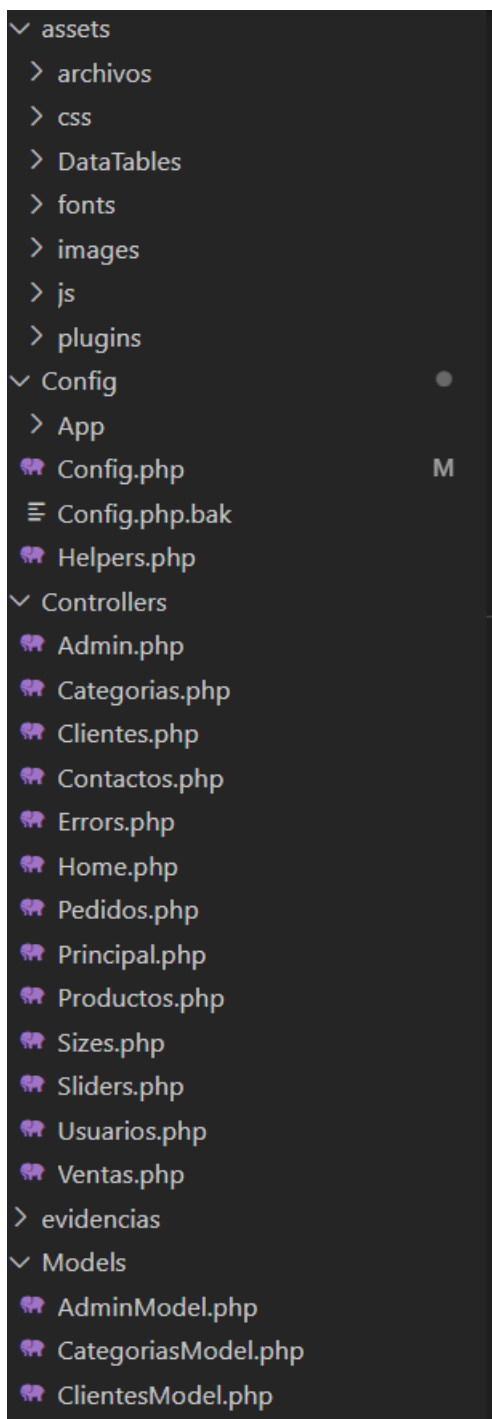 assets
archivos
css
DataTables
fonts
images
js
plugins
Config
App
Config.php M
Config.php.bak
Helpers.php
Controllers
Admin.php
Categorias.php
Clientes.php
Contactos.php
Errors.php
Home.php
Pedidos.php
Principal.php
Productos.php
Sizes.php
Sliders.php
Usuarios.php
Ventas.php
evidencias
Models
AdminModel.php
CategoriasModel.php
ClientesModel.php